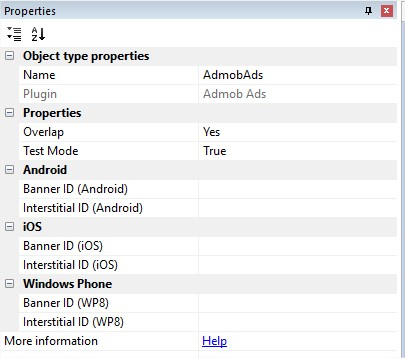 Properties
Object type properties
Name AdmobAds
Plugin Admob Ads
Properties
Overlap Yes
Test Mode True
Android
Banner ID (Android)
Interstitial ID (Android)
iOS
Banner ID (iOS)
Interstitial ID (iOS)
Windows Phone
Banner ID (WP8)
Interstitial ID (WP8)
More information Help